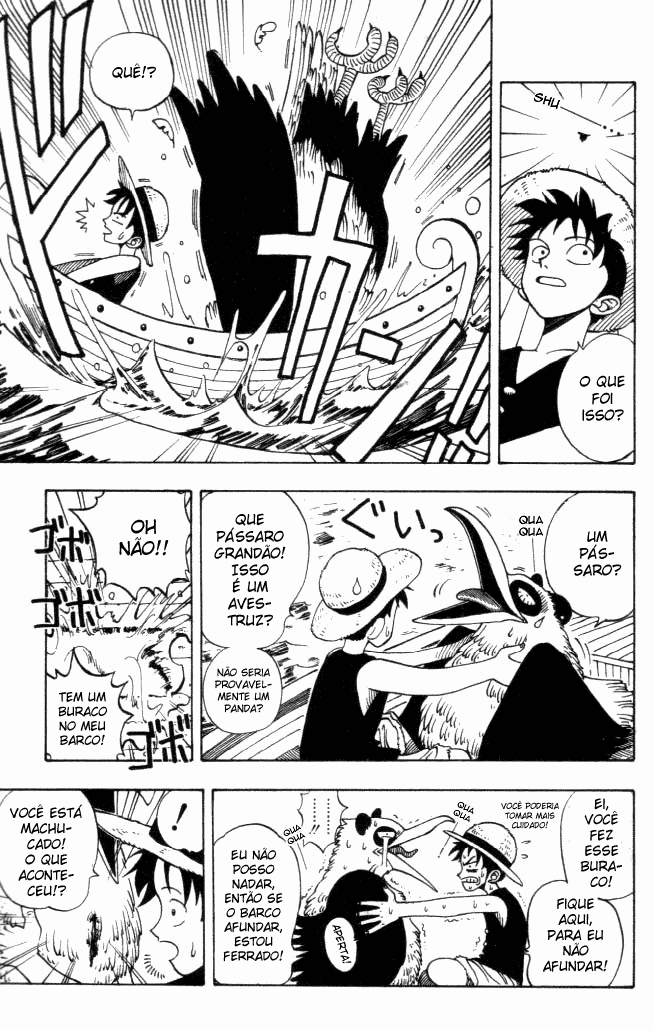 SHU
O QUE
FOI
ISSO?
QUÊ!?
ドガーン!!
UM
PÁS-
SARO?
QUA
QUA
ぐいっ
QUE
PÁSSARO
GRANDÃO!
ISSO
É UM
AVES-
TRUZ?
NÃO SERIA
PROVAVEL-
MENTE UM
PANDA?
OH
NÃO!!
ゴボ
ゴボ
ゴボ
TEM UM
BURACO
NO MEU
BARCO!
EI,
VOCÊ
FEZ
ESSE
BURA-
CO!
FIQUE
AQUI,
PARA EU
NÃO
AFUNDAR!
VOCÊ PODERIA
TOMAR MAIS
CUIDADO!
QUA
QUA
QUA
QUA
EU NÃO
POSSO
NADAR,
ENTÃO SE O
BARCO
AFUNDAR,
ESTOU
FERRADO!
APERTA!
!
VOCÊ ESTÁ
MACHU-
CADO!
O QUE
ACONTE-
CEU!?